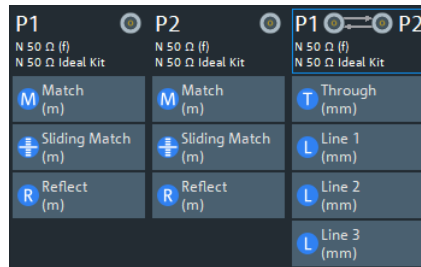 P1
N 50 Ω (f)
N 50 Ω Ideal Kit
M Match
(m)
Sliding Match
(m)
R Reflect
(m)
P2
N 50 Ω (f)
N 50 Ω Ideal Kit
M Match
(m)
Sliding Match
(m)
R Reflect
(m)
P1 P2
N 50 Ω (f)
N 50 Ω Ideal Kit
T Through
(mm)
L Line 1
(mm)
L Line 2
(mm)
L Line 3
(mm)